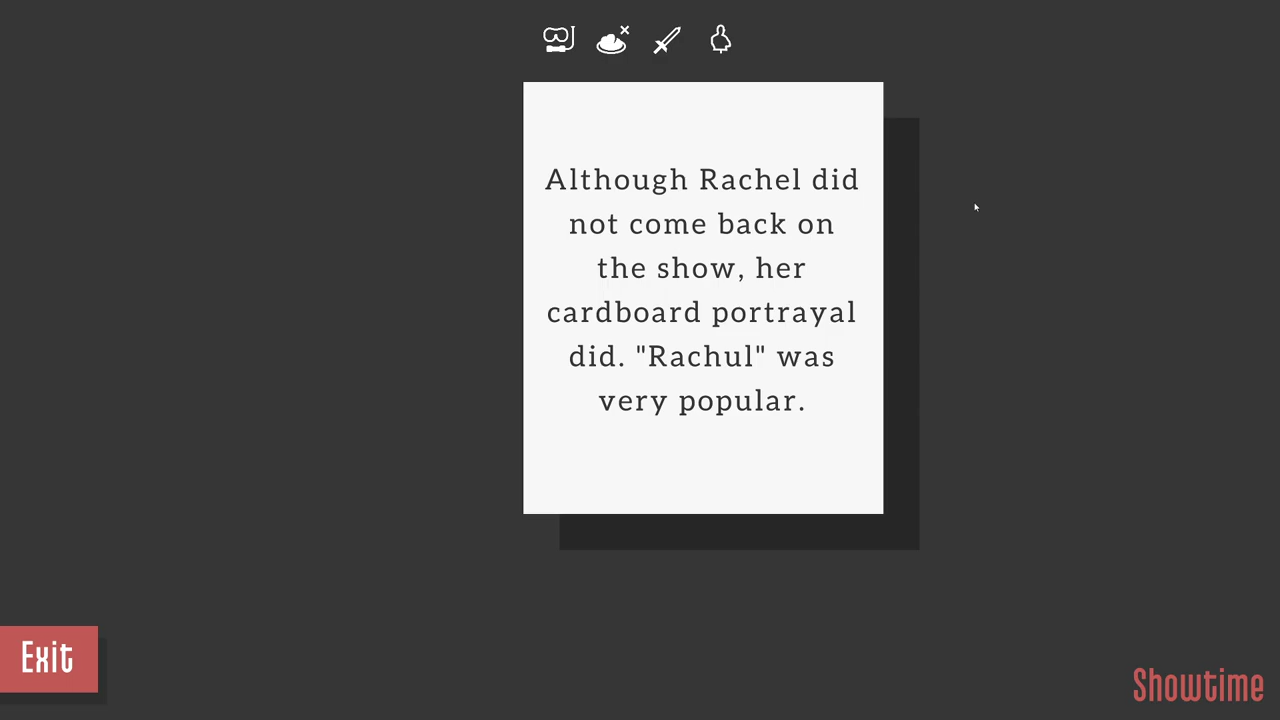 Although Rachel did
not come back on
the show, her
cardboard portrayal
did. "Rachul" was
very popular.
Exit
Showtime